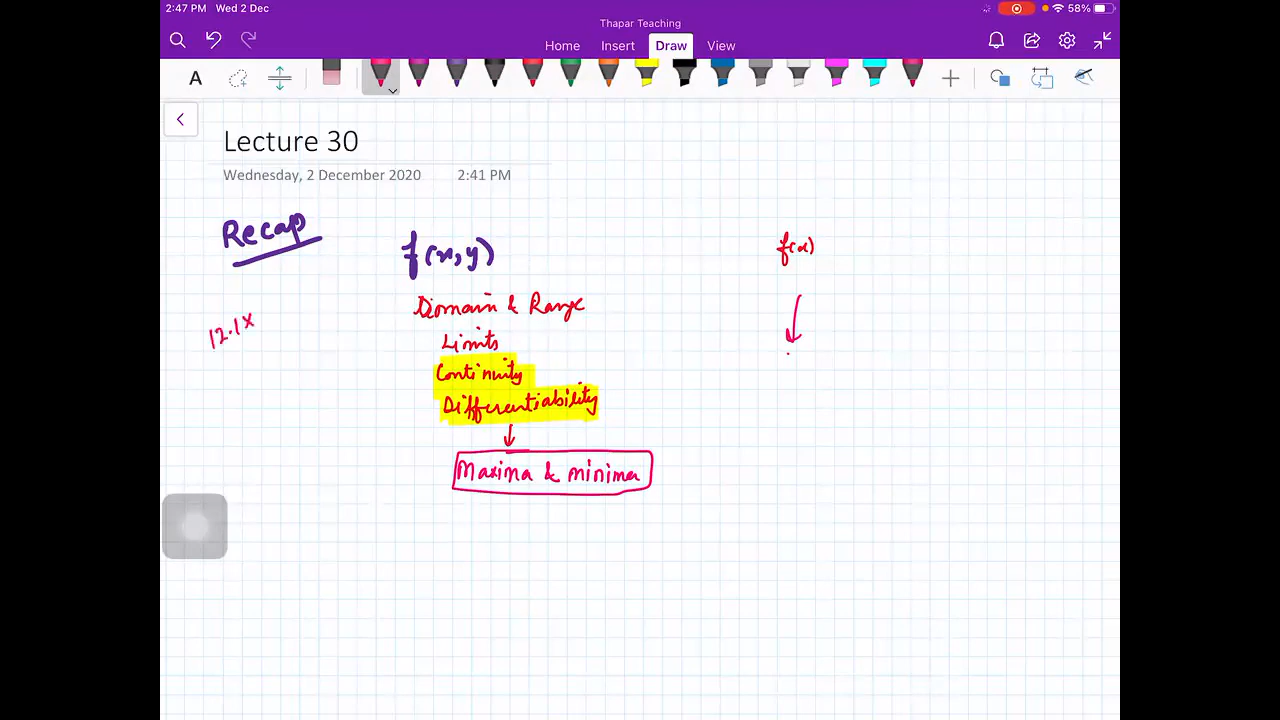 2:47 PM Wed 2 Dec
58%
Thapar Teaching
Home Insert Draw View
A
Lecture 30
Wednesday, 2 December 2020 2:41 PM
Recap
f(x,y)
f(x)
Domain & Range
12.1x
Limits
Continuity
Differentiability
Maxima & minima